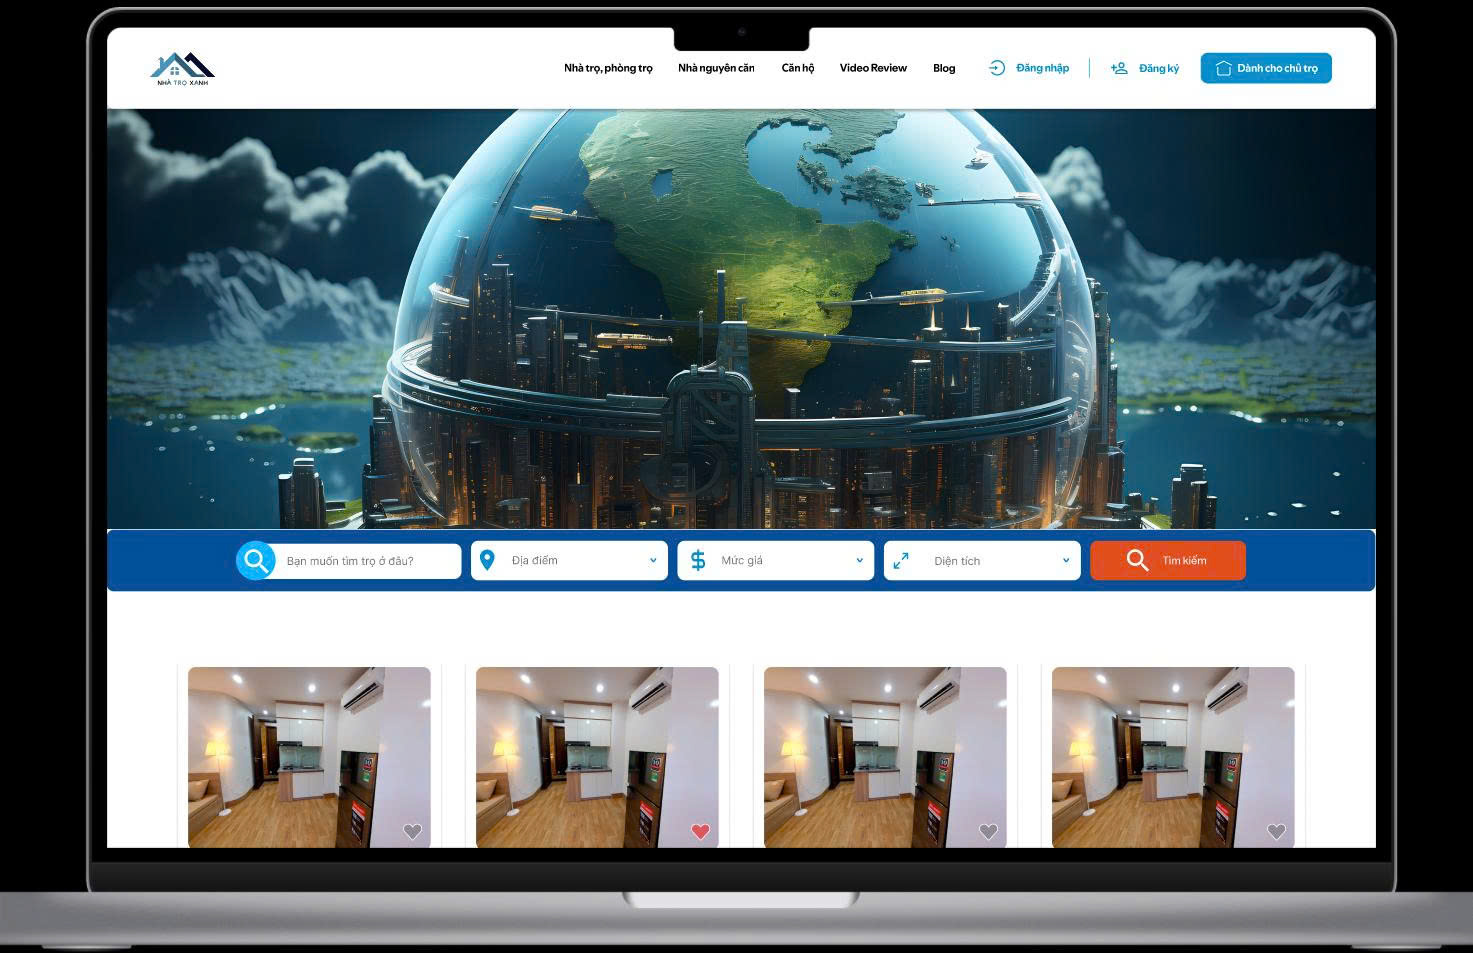 NHÀ TRỌ XANH
Nhà trọ, phòng trọ
Nhà nguyên căn
Căn hộ
Video Review
Blog
Đăng nhập
Đăng ký
Dành cho chủ trọ
Bạn muốn tìm trọ ở đâu?
Địa điểm
Mức giá
Diện tích
Tìm kiếm